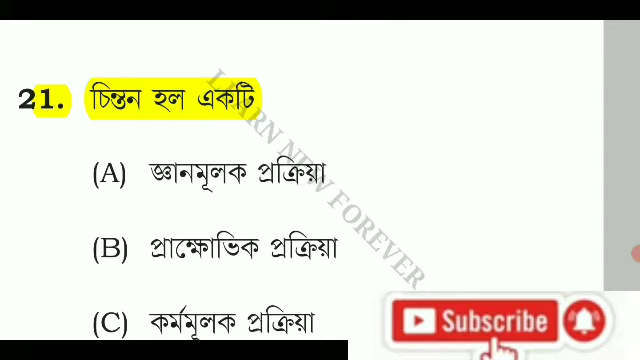 21. চিন্তন হল একটি
(A) জ্ঞানমূলক প্রক্রিয়া
(B) প্রাক্ষোভিক প্রক্রিয়া
(C) কর্মমূলক প্রক্রিয়া
LEARN NEW FOREVER
Subscribe